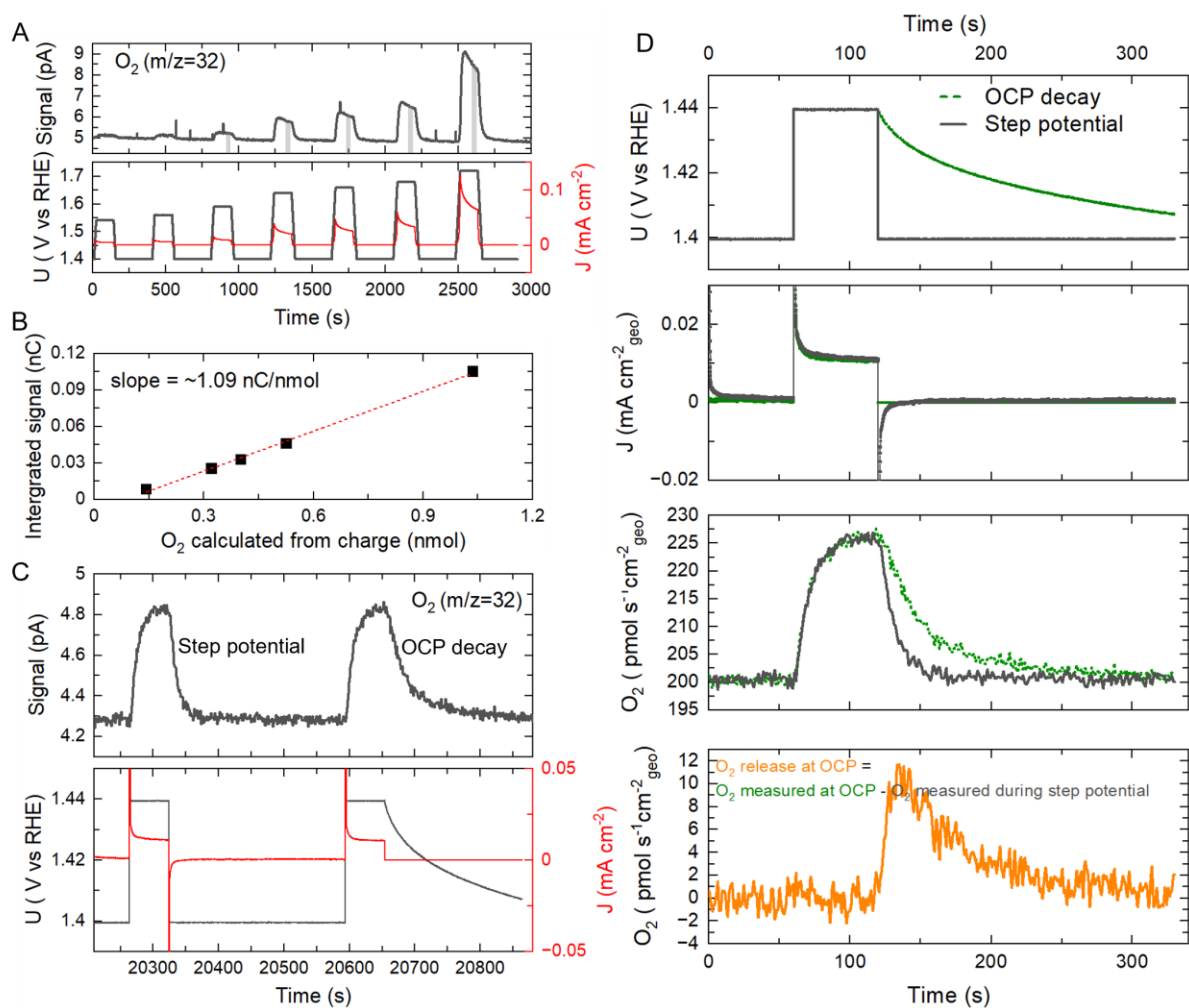 A
O₂ (m/z=32)
Signal (pA)
9
8
7
6
5
U (V vs RHE)
1.7
1.6
1.5
1.4
0.1
0
J (mA cm⁻²)
0 500 1000 1500 2000 2500 3000
Time (s)
B
slope = ~1.09 nC/nmol
Intergrated signal (nC)
0.12
0.09
0.06
0.03
0
0 0.3 0.6 0.9 1.2
O₂ calculated from charge (nmol)
C
O₂ (m/z=32)
Step potential
OCP decay
Signal (pA)
5
4.8
4.6
4.4
4.2
U (V vs RHE)
1.44
1.42
1.4
0.05
0
−0.05
J (mA cm⁻²)
20300 20400 20500 20600 20700 20800
Time (s)
D
Time (s)
0 100 200 300
OCP decay
Step potential
U ( V vs RHE)
1.44
1.42
1.4
J (mA cm⁻²geo)
0.02
0
−0.02
O₂ ( pmol s⁻¹cm⁻²geo)
230
225
220
215
210
205
200
195
O₂ release at OCP =
O₂ measured at OCP - O₂ measured during step potential
O₂ ( pmol s⁻¹cm⁻²geo)
12
10
8
6
4
2
0
−2
−4
0 100 200 300
Time (s)